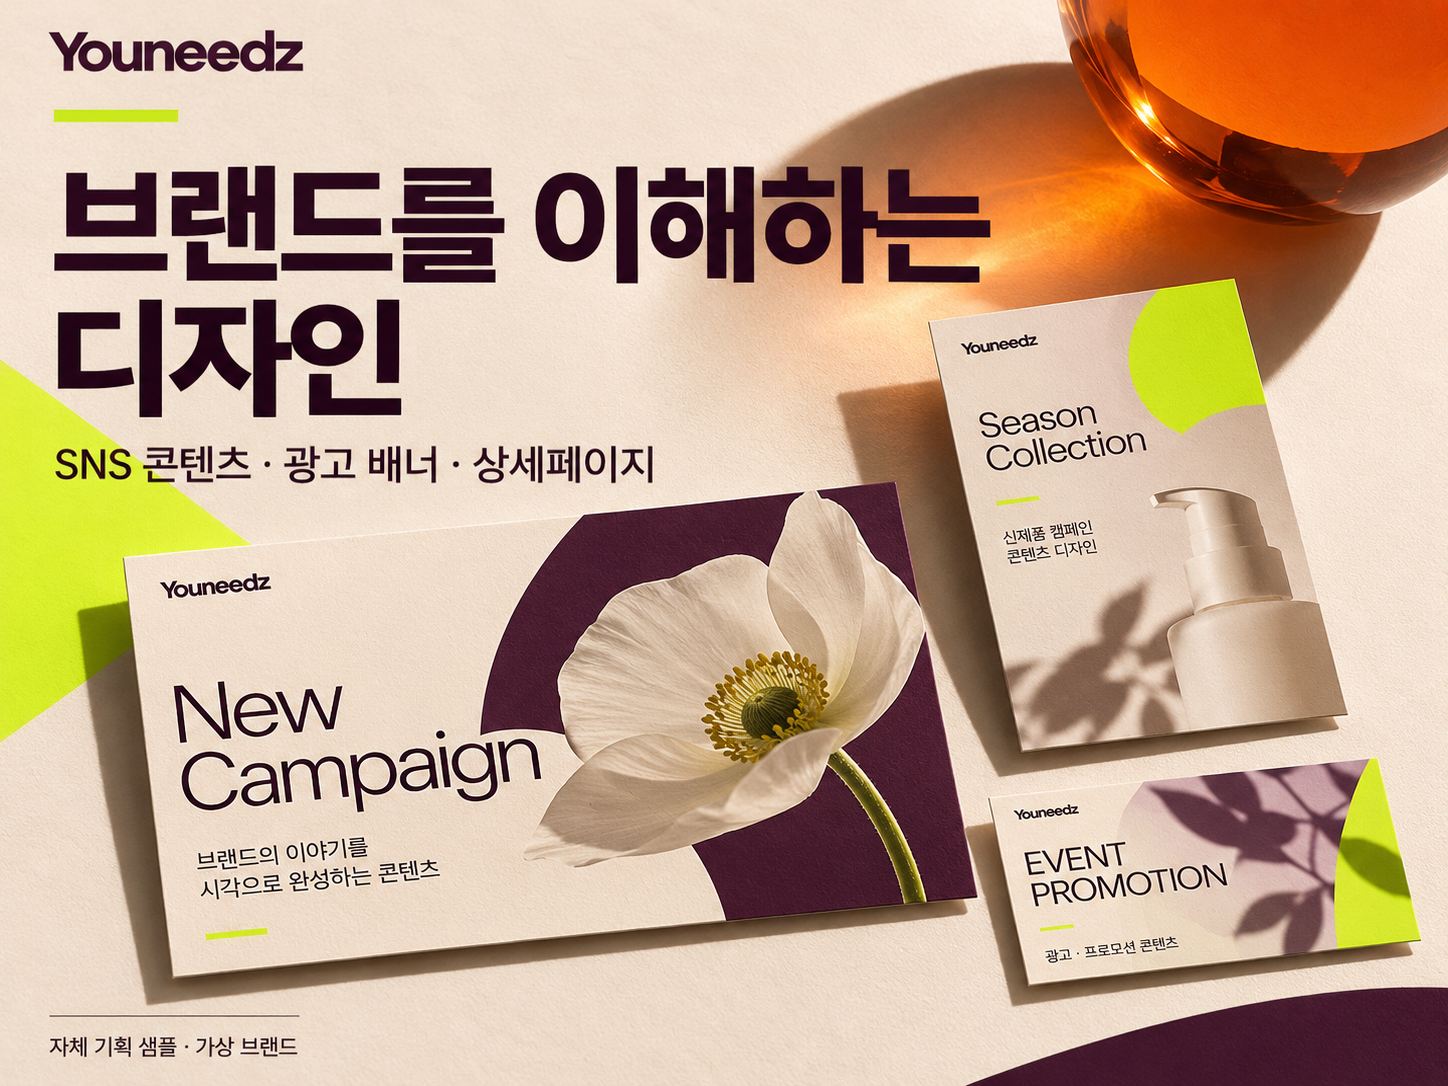 Youneedz
브랜드를 이해하는
디자인
SNS 콘텐츠 · 광고 배너 · 상세페이지
Youneedz
New
Campaign
브랜드의 이야기를
시각으로 완성하는 콘텐츠
Youneedz
Season
Collection
신제품 캠페인
콘텐츠 디자인
Youneedz
EVENT
PROMOTION
광고 · 프로모션 콘텐츠
자체 기획 샘플 · 가상 브랜드